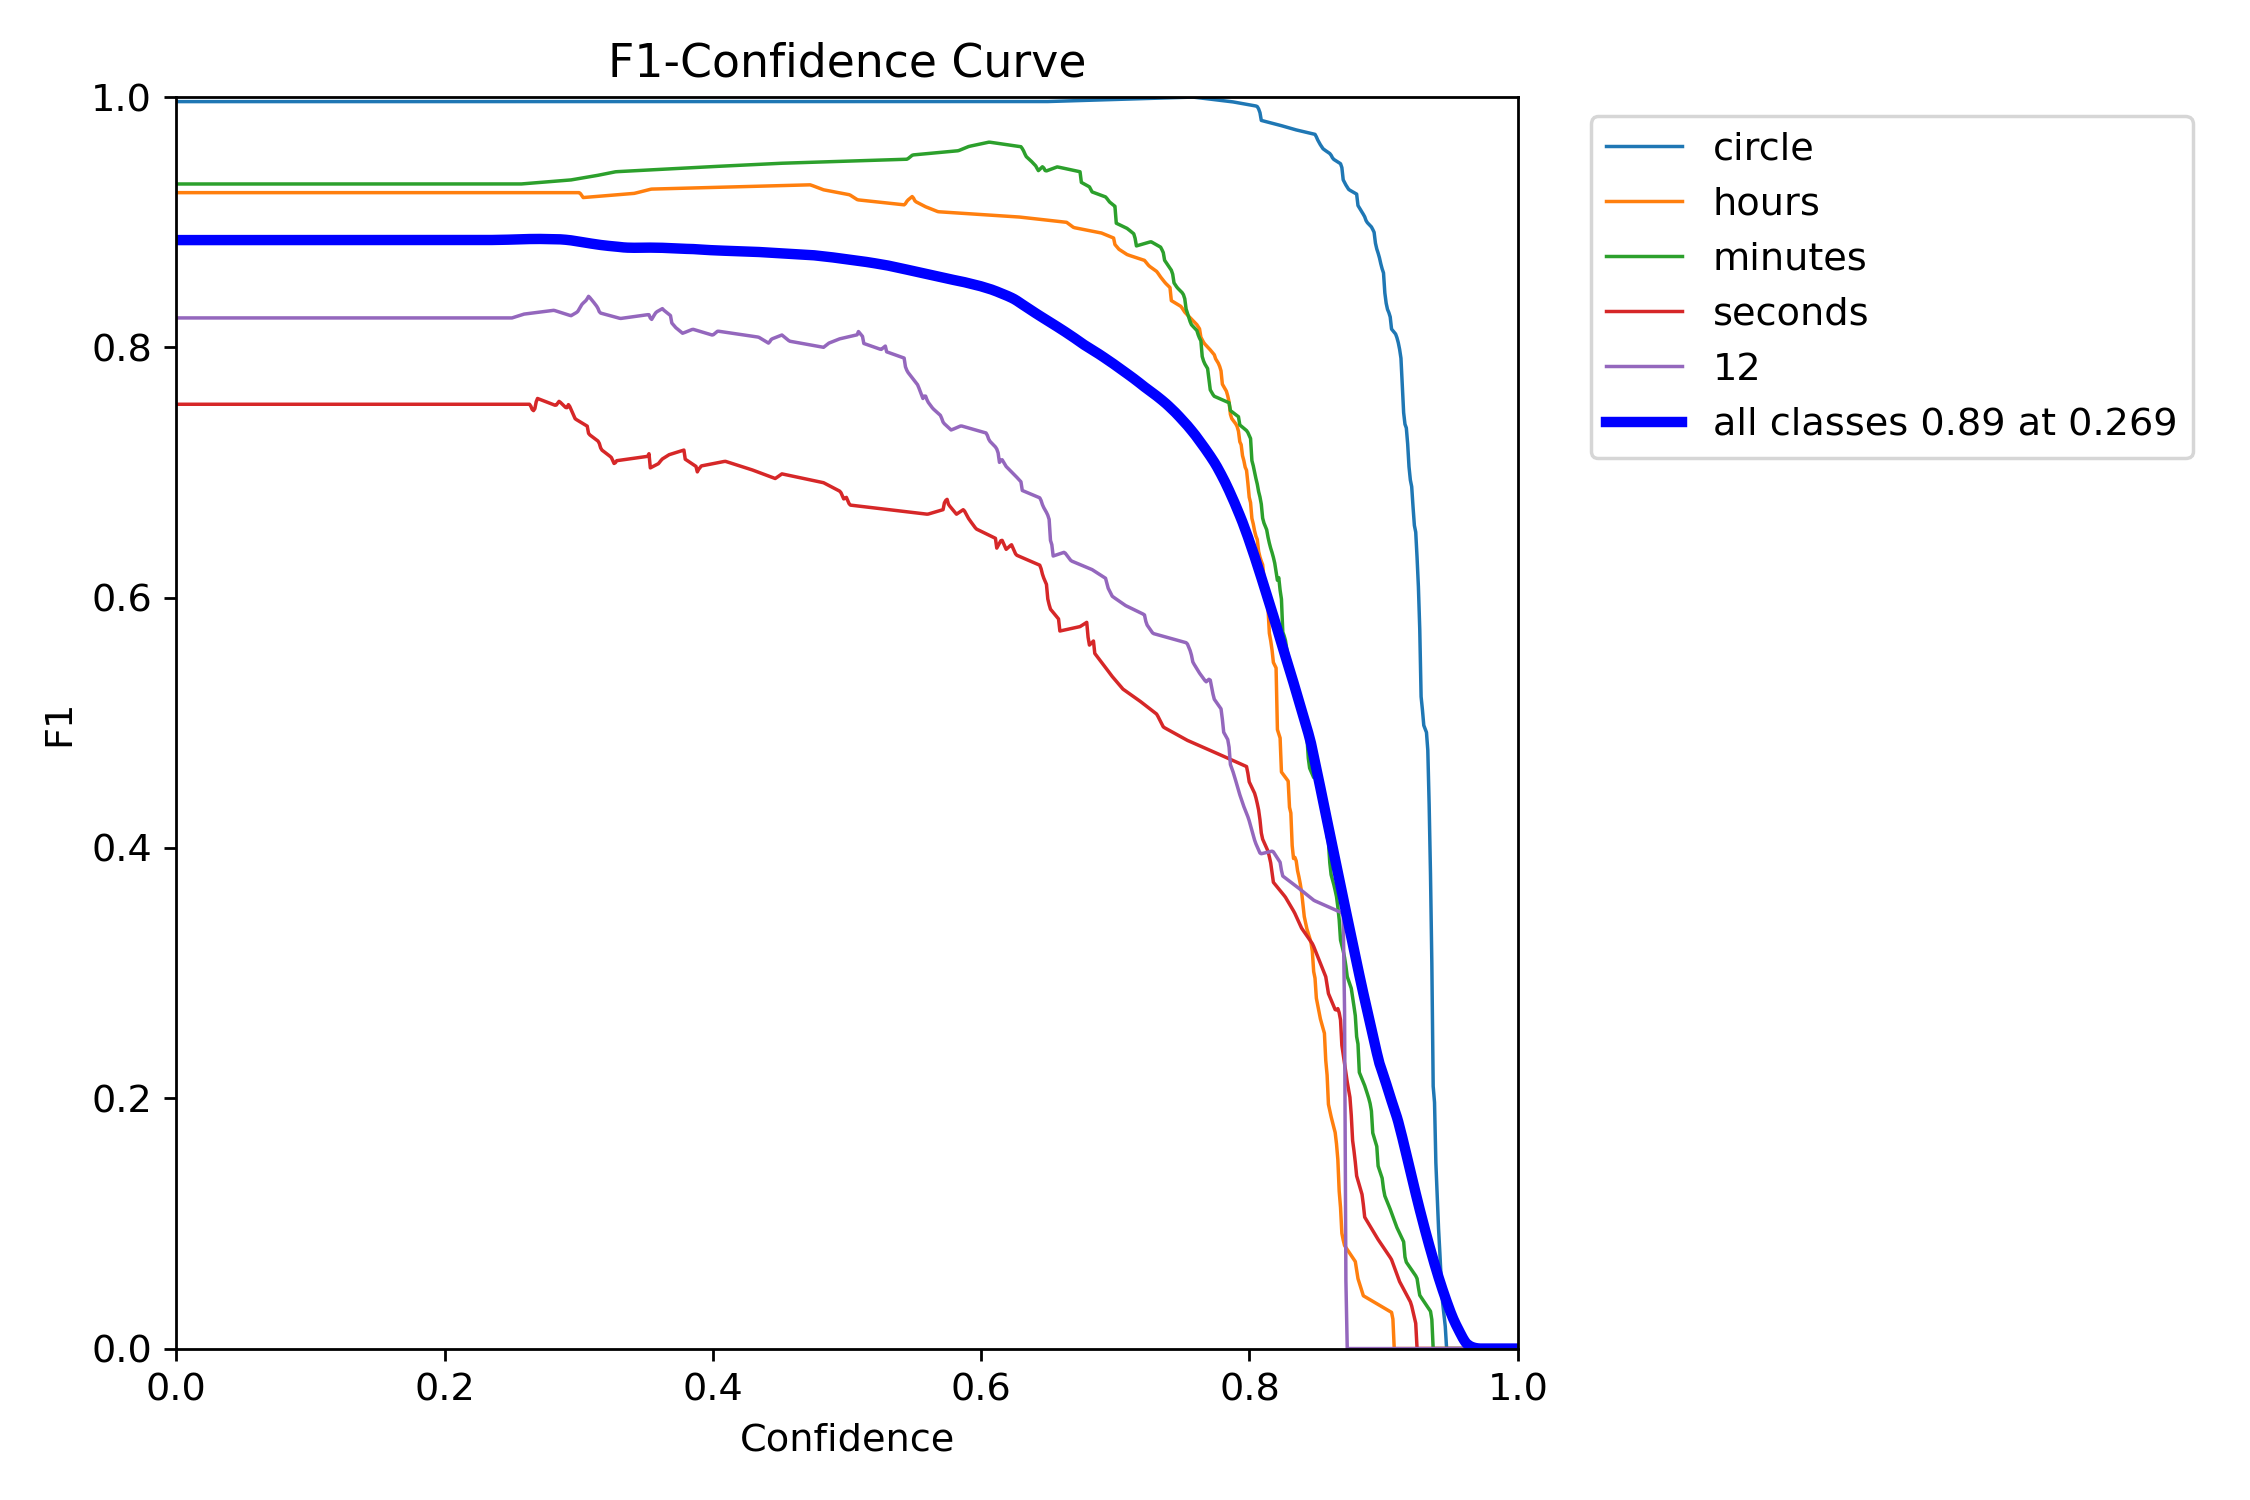 F1-Confidence Curve
1.0
0.8
0.6
0.4
0.2
0.0
F1
0.0 0.2 0.4 0.6 0.8 1.0
Confidence
circle
hours
minutes
seconds
12
all classes 0.89 at 0.269